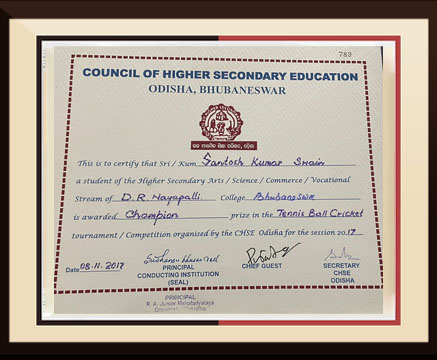 789
COUNCIL OF HIGHER SECONDARY EDUCATION
ODISHA, BHUBANESWAR
This is to certify that Sri / Kum Santosh Kumar Swain
a student of the Higher Secondary Arts / Science / Commerce / Vocational
Stream of D.R. Nayapalli College Bhubaneswar
is awarded Champion prize in the Tennis Ball Cricket
tournament / Competition organised by the CHSE Odisha for the session 2017
Date 08.11.2017
PRINCIPAL
CONDUCTING INSTITUTION
(SEAL)
CHIEF GUEST
SECRETARY
CHSE
ODISHA
PRINCIPAL
R. A. Junior Mahavidyalaya